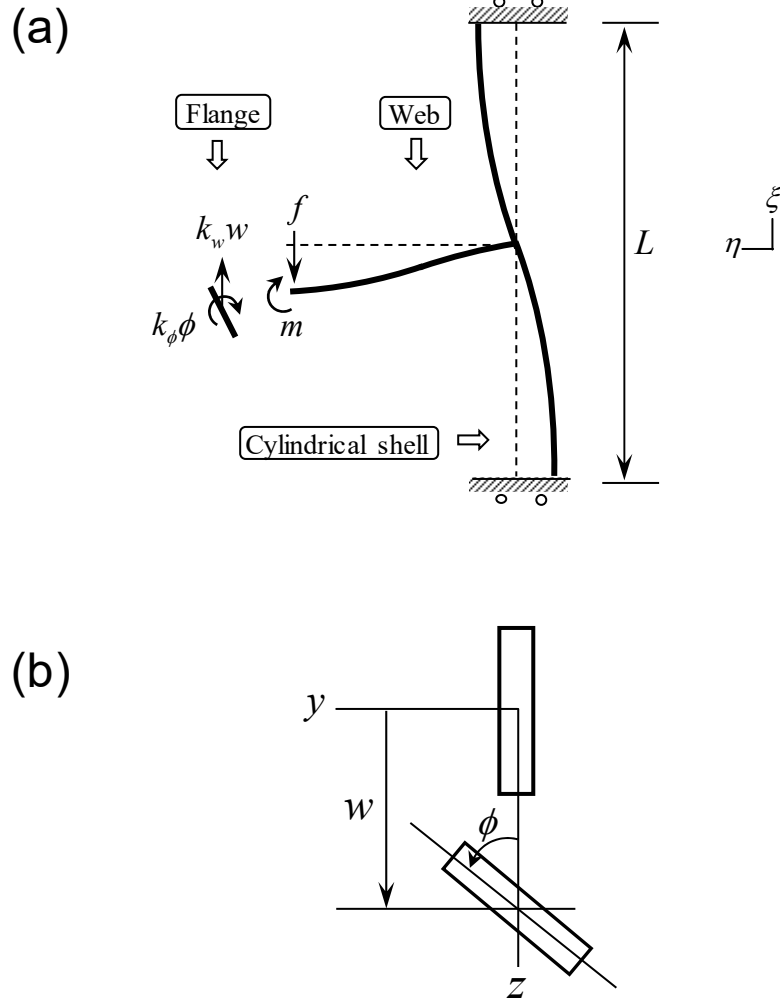 (a)
Flange
Web
ξ
f
k_w w
η
L
k_ϕ ϕ
m
Cylindrical shell
(b)
y
w
ϕ
z